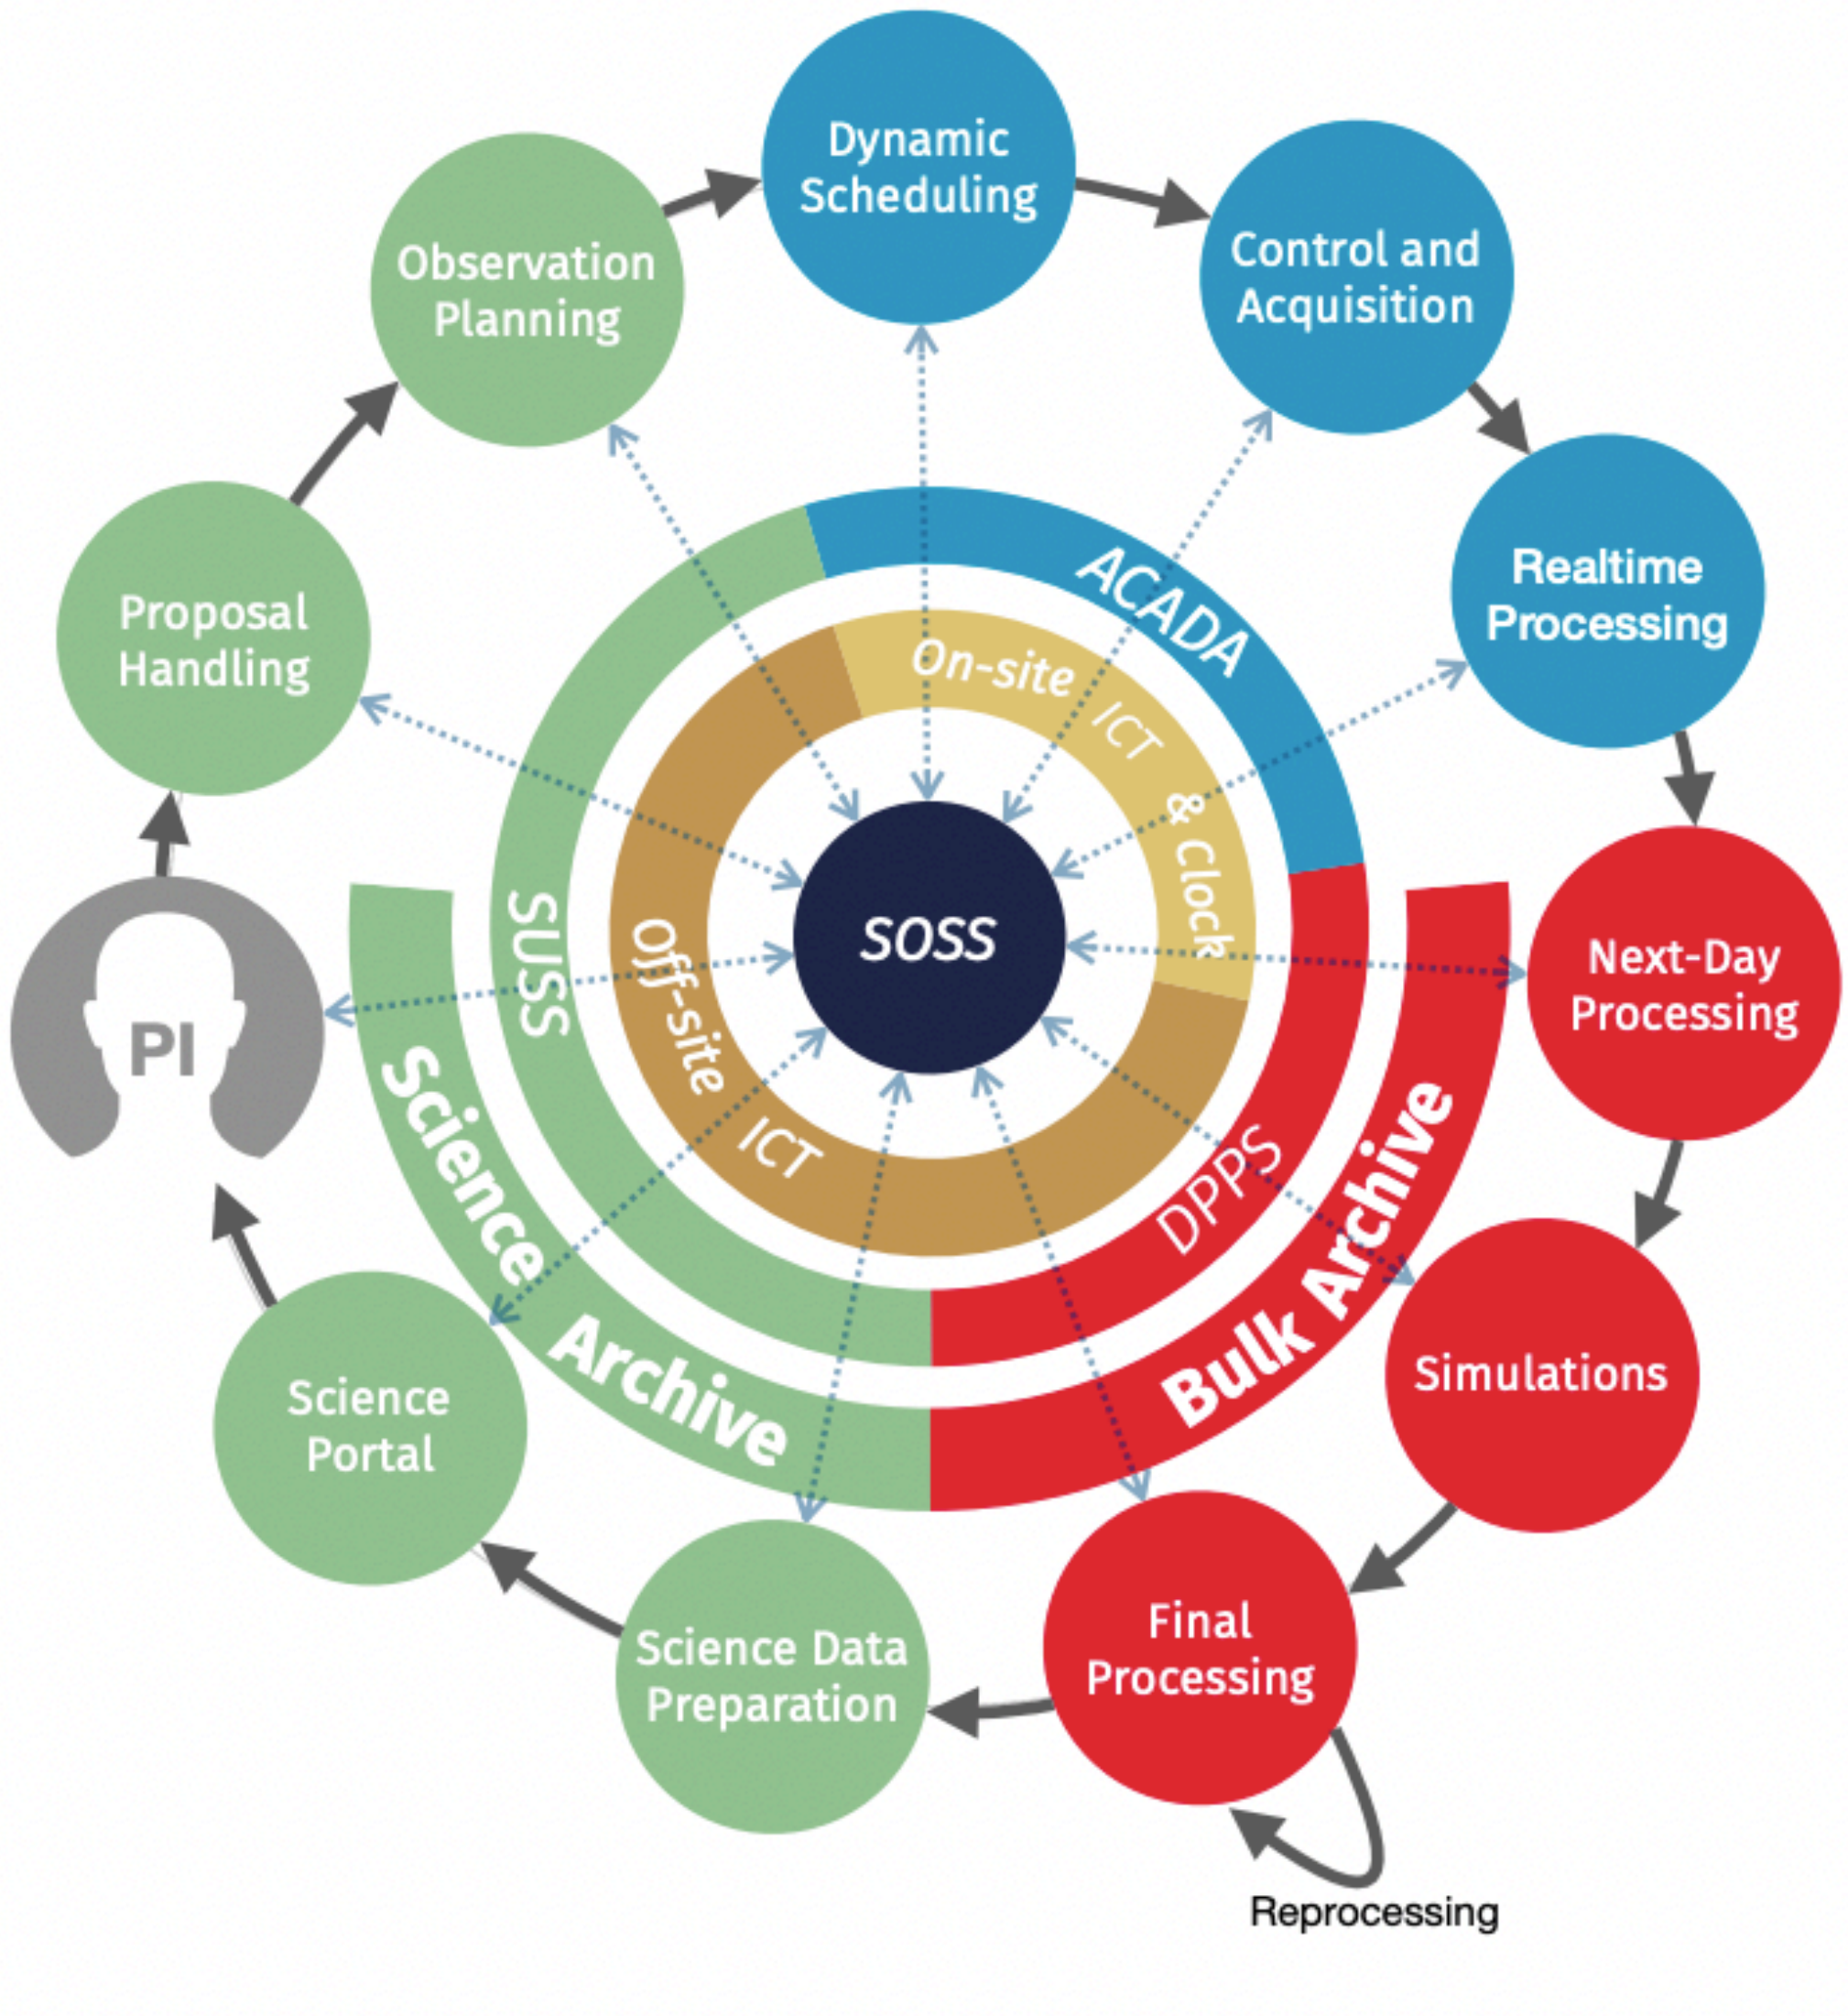 Dynamic
Scheduling
Control and
Acquisition
Realtime
Processing
Next-Day
Processing
Simulations
Final
Processing
Reprocessing
Science Data
Preparation
Science
Portal
PI
Proposal
Handling
Observation
Planning
ACADA
On-site ICT & Clock
SOSS
SUSS
Off-site ICT
DPPS
Science Archive
Bulk Archive